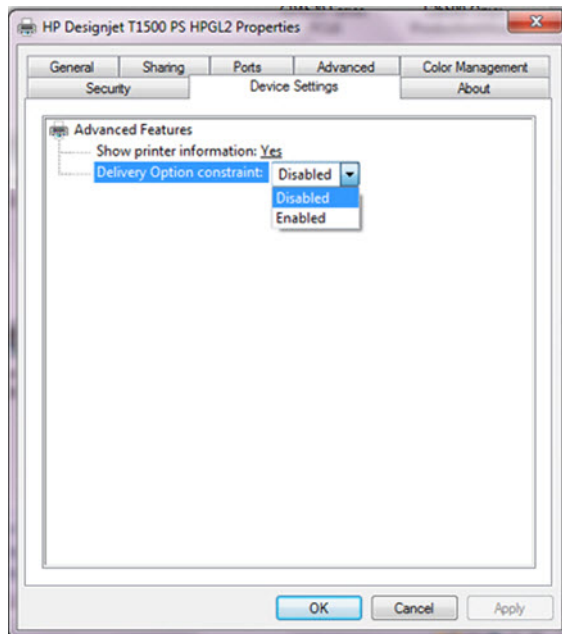 HP Designjet T1500 PS HPGL2 Properties
General Sharing Ports Advanced Color Management
Security Device Settings About
Advanced Features
Show printer information: Yes
Delivery Option constraint: Disabled
Disabled
Enabled
OK Cancel Apply